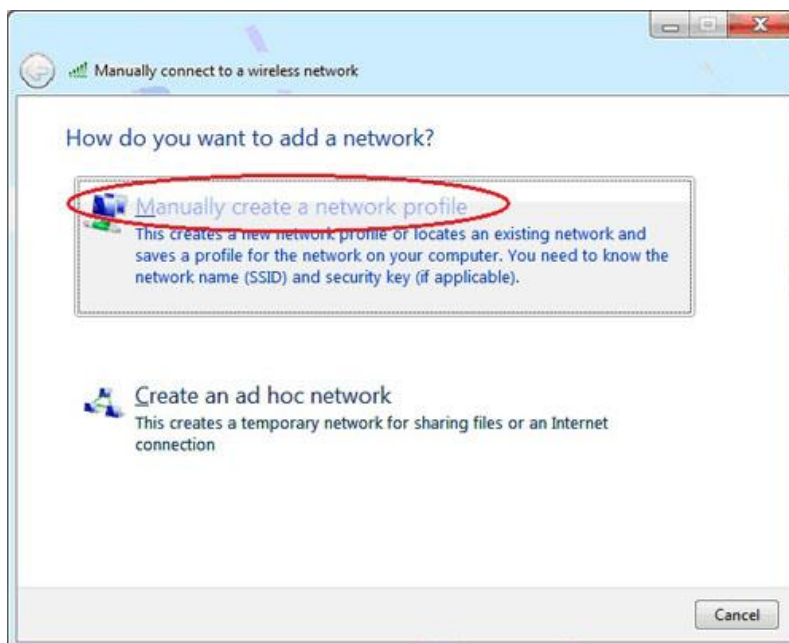 Manually connect to a wireless network
How do you want to add a network?
Manually create a network profile
This creates a new network profile or locates an existing network and
saves a profile for the network on your computer. You need to know the
network name (SSID) and security key (if applicable).
Create an ad hoc network
This creates a temporary network for sharing files or an Internet
connection
Cancel